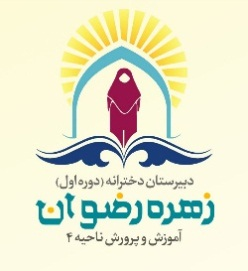 دبیرستان دخترانه (دوره اول)
زهره رضوان
آموزش و پرورش ناحیه ۴